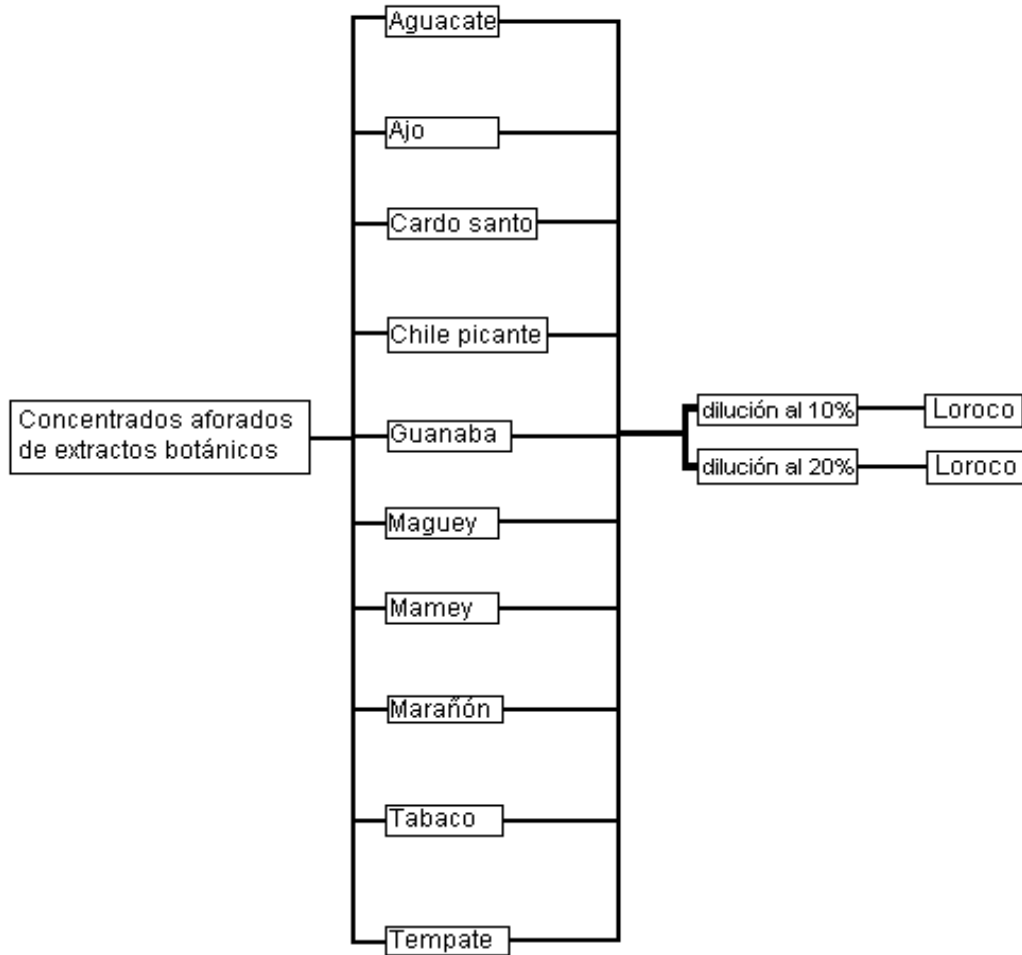 Aguacate
Ajo
Cardo santo
Chile picante
Concentrados aforados
de extractos botánicos
Guanaba
Maguey
Mamey
Marañón
Tabaco
Tempate
dilución al 10%
Loroco
dilución al 20%
Loroco